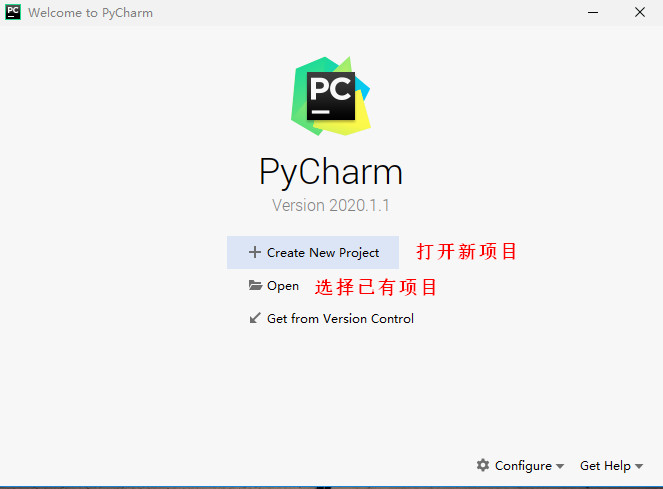 Welcome to PyCharm
PC
PyCharm
Version 2020.1.1
Create New Project 打开新项目
Open 选择已有项目
Get from Version Control
Configure Get Help